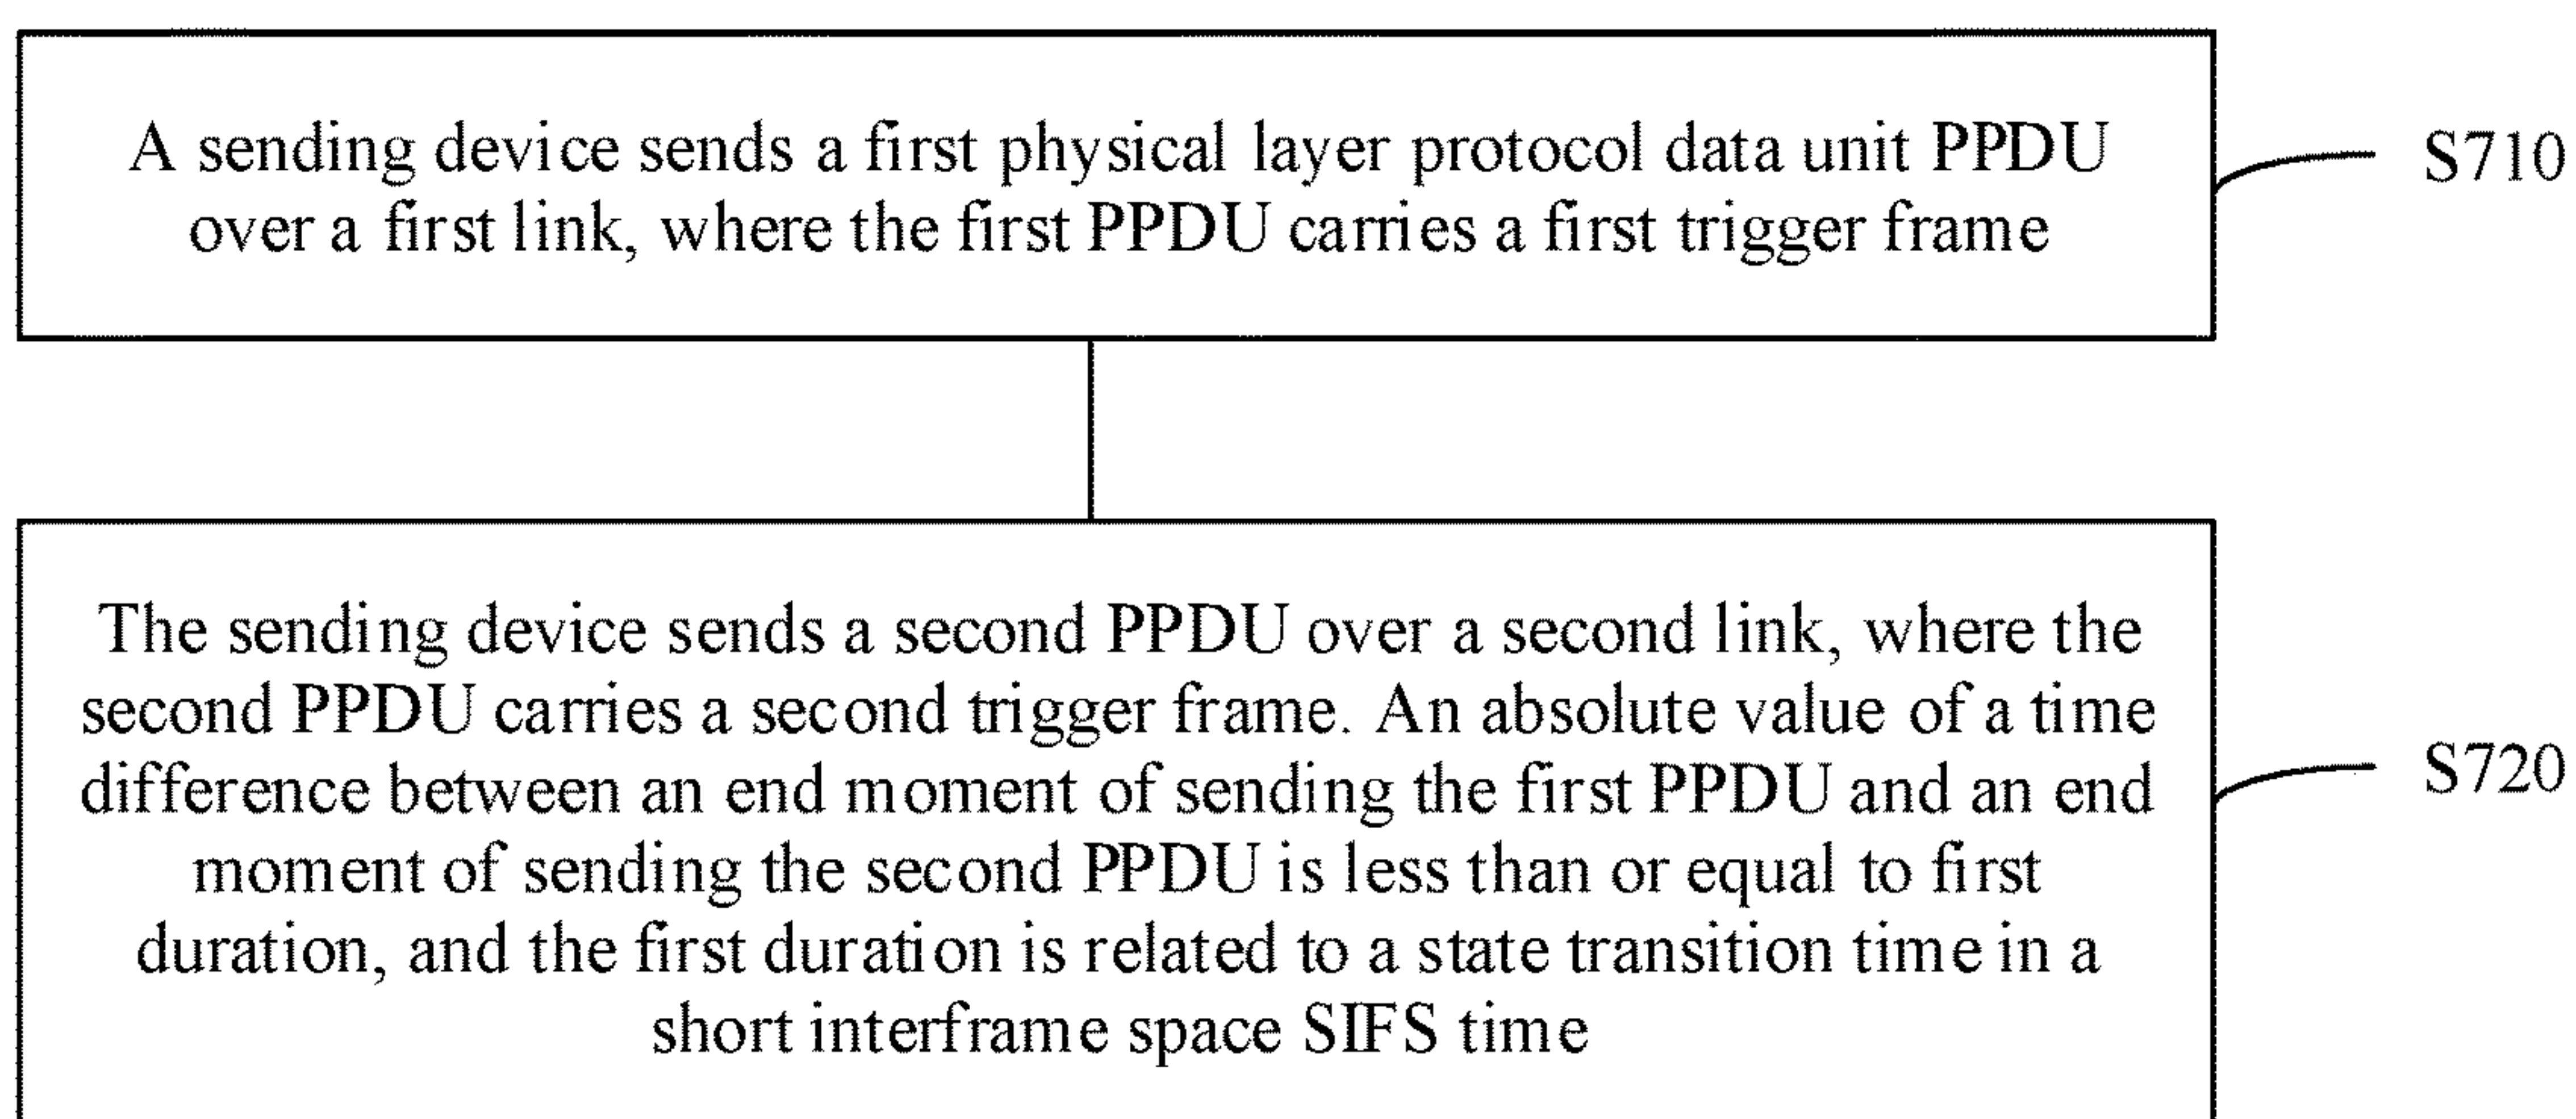 A sending device sends a first physical layer protocol data unit PPDU
over a first link, where the first PPDU carries a first trigger frame
S710
The sending device sends a second PPDU over a second link, where the
second PPDU carries a second trigger frame. An absolute value of a time
difference between an end moment of sending the first PPDU and an end
moment of sending the second PPDU is less than or equal to first
duration, and the first duration is related to a state transition time in a
short interframe space SIFS time
S720